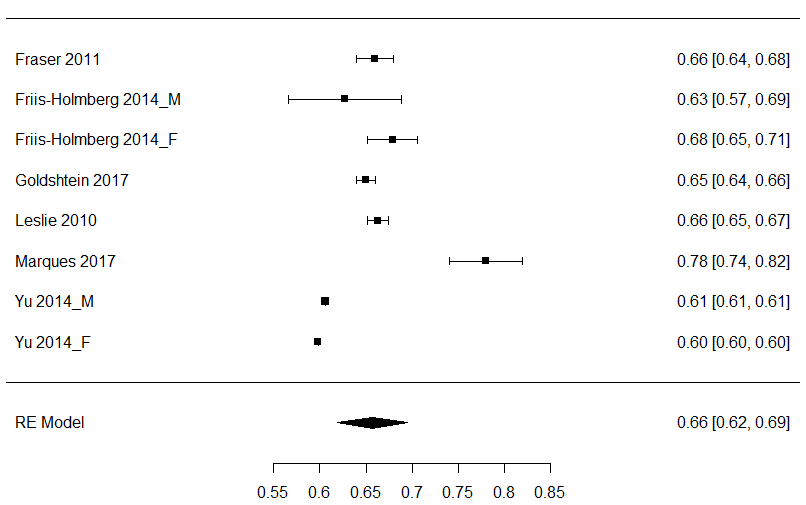 Fraser 2011 0.66 [0.64, 0.68]
Friis-Holmberg 2014_M 0.63 [0.57, 0.69]
Friis-Holmberg 2014_F 0.68 [0.65, 0.71]
Goldshtein 2017 0.65 [0.64, 0.66]
Leslie 2010 0.66 [0.65, 0.67]
Marques 2017 0.78 [0.74, 0.82]
Yu 2014_M 0.61 [0.61, 0.61]
Yu 2014_F 0.60 [0.60, 0.60]
RE Model 0.66 [0.62, 0.69]
0.55 0.6 0.65 0.7 0.75 0.8 0.85